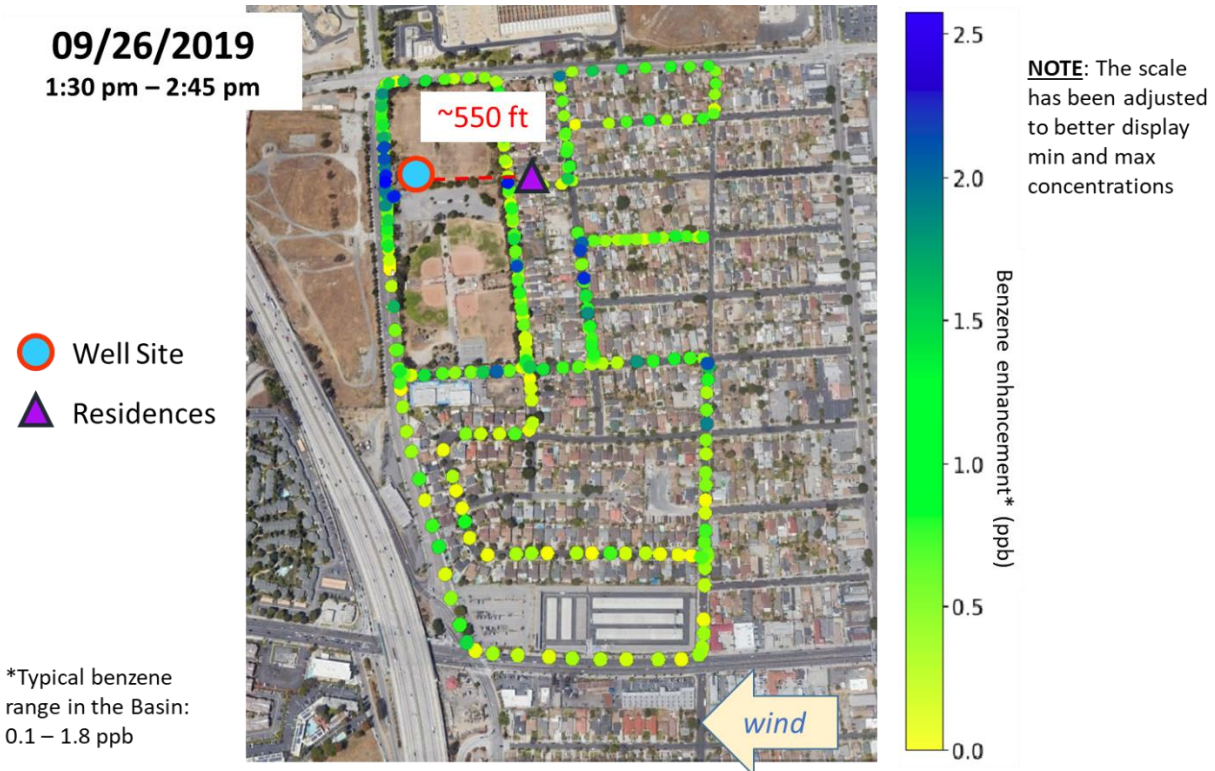 09/26/2019
1:30 pm – 2:45 pm
~550 ft
Well Site
Residences
*Typical benzene
range in the Basin:
0.1 – 1.8 ppb
wind
2.5
2.0
1.5
1.0
0.5
0.0
Benzene enhancement* (ppb)
NOTE: The scale
has been adjusted
to better display
min and max
concentrations